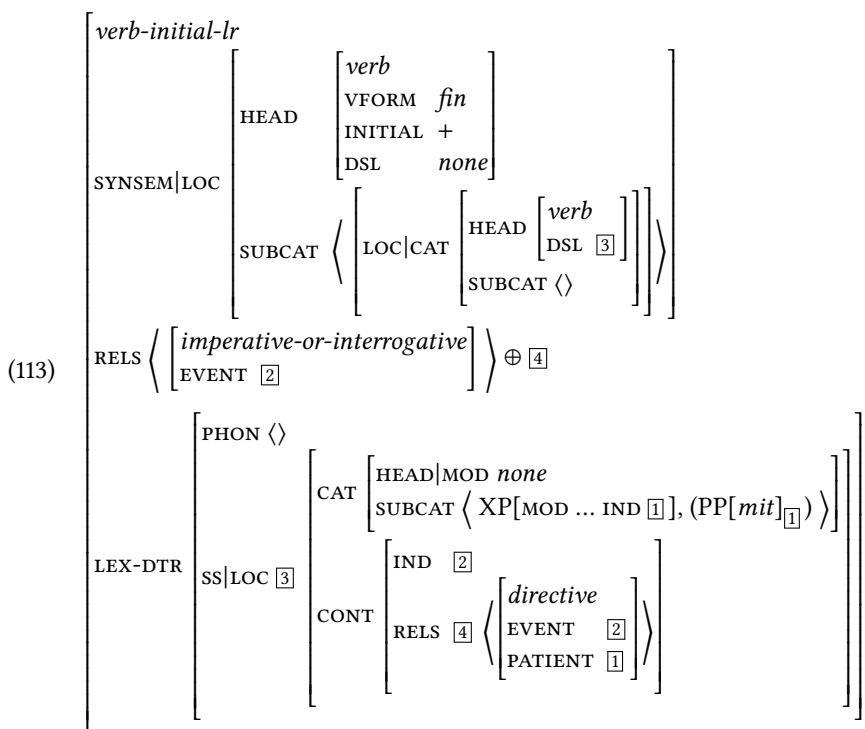 verb-initial-lr
verb
VFORM fin
HEAD
INITIAL +
DSL none
SYNSEM|LOC
verb
HEAD
DSL 3
SUBCAT ⟨ LOC|CAT ⟩
SUBCAT ⟨⟩
imperative-or-interrogative
(113) RELS ⟨ ⟩ ⊕ 4
EVENT 2
PHON ⟨⟩
HEAD|MOD none
CAT
SUBCAT ⟨ XP[MOD ... IND 1], (PP[mit]1) ⟩
LEX-DTR SS|LOC 3
IND 2
directive
CONT
RELS 4 ⟨ EVENT 2 ⟩
PATIENT 1